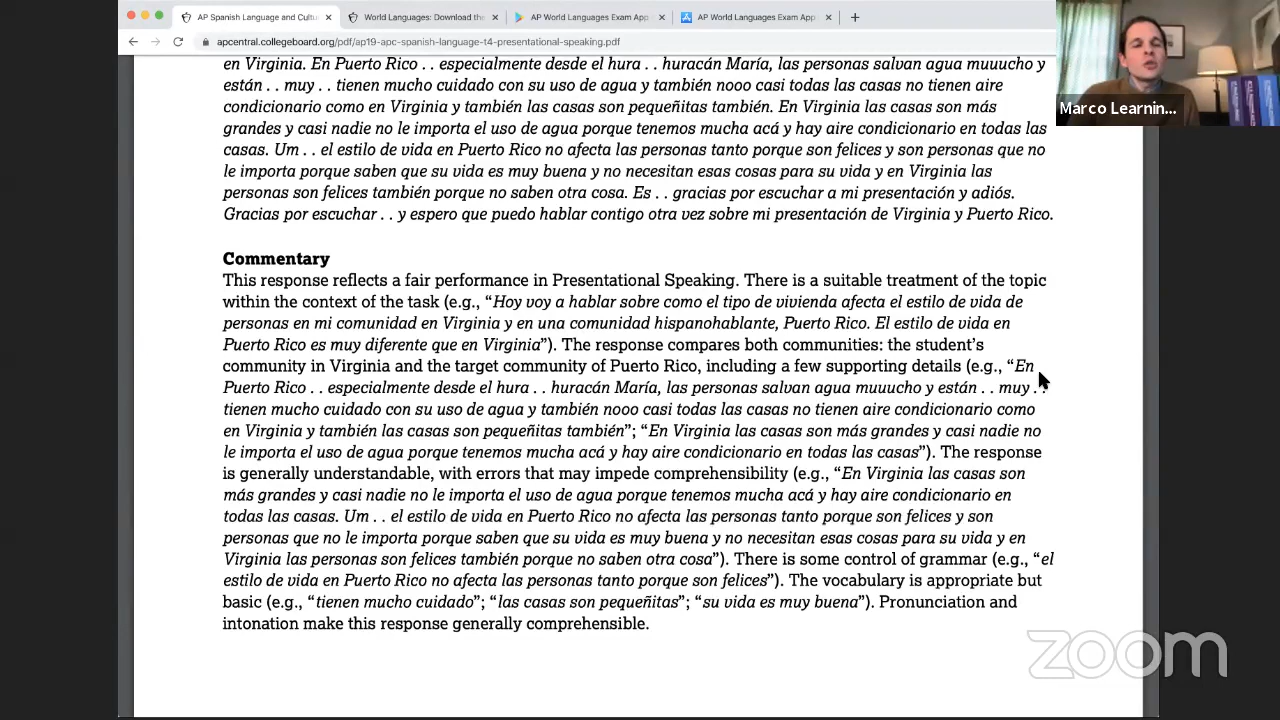 AP Spanish Language and Cultu
World Languages: Download the
AP World Languages Exam App
AP World Languages Exam App
apcentral.collegeboard.org/pdf/ap19-apc-spanish-language-t4-presentational-speaking.pdf
Marco Learnin...
en Virginia. En Puerto Rico . . especialmente desde el hura . . huracán María, las personas salvan agua muuucho y
están . . muy . . tienen mucho cuidado con su uso de agua y también nooo casi todas las casas no tienen aire
condicionario como en Virginia y también las casas son pequeñitas también. En Virginia las casas son más
grandes y casi nadie no le importa el uso de agua porque tenemos mucha acá y hay aire condicionario en todas las
casas. Um . . el estilo de vida en Puerto Rico no afecta las personas tanto porque son felices y son personas que no
le importa porque saben que su vida es muy buena y no necesitan esas cosas para su vida y en Virginia las
personas son felices también porque no saben otra cosa. Es . . gracias por escuchar a mi presentación y adiós.
Gracias por escuchar . . y espero que puedo hablar contigo otra vez sobre mi presentación de Virginia y Puerto Rico.
Commentary
This response reflects a fair performance in Presentational Speaking. There is a suitable treatment of the topic
within the context of the task (e.g., “Hoy voy a hablar sobre como el tipo de vivienda afecta el estilo de vida de
personas en mi comunidad en Virginia y en una comunidad hispanohablante, Puerto Rico. El estilo de vida en
Puerto Rico es muy diferente que en Virginia”). The response compares both communities: the student’s
community in Virginia and the target community of Puerto Rico, including a few supporting details (e.g., “En
Puerto Rico . . especialmente desde el hura . . huracán María, las personas salvan agua muuucho y están . . muy . .
tienen mucho cuidado con su uso de agua y también nooo casi todas las casas no tienen aire condicionario como
en Virginia y también las casas son pequeñitas también”; “En Virginia las casas son más grandes y casi nadie no
le importa el uso de agua porque tenemos mucha acá y hay aire condicionario en todas las casas”). The response
is generally understandable, with errors that may impede comprehensibility (e.g., “En Virginia las casas son
más grandes y casi nadie no le importa el uso de agua porque tenemos mucha acá y hay aire condicionario en
todas las casas. Um . . el estilo de vida en Puerto Rico no afecta las personas tanto porque son felices y son
personas que no le importa porque saben que su vida es muy buena y no necesitan esas cosas para su vida y en
Virginia las personas son felices también porque no saben otra cosa”). There is some control of grammar (e.g., “el
estilo de vida en Puerto Rico no afecta las personas tanto porque son felices”). The vocabulary is appropriate but
basic (e.g., “tienen mucho cuidado”; “las casas son pequeñitas”; “su vida es muy buena”). Pronunciation and
intonation make this response generally comprehensible.
zoom